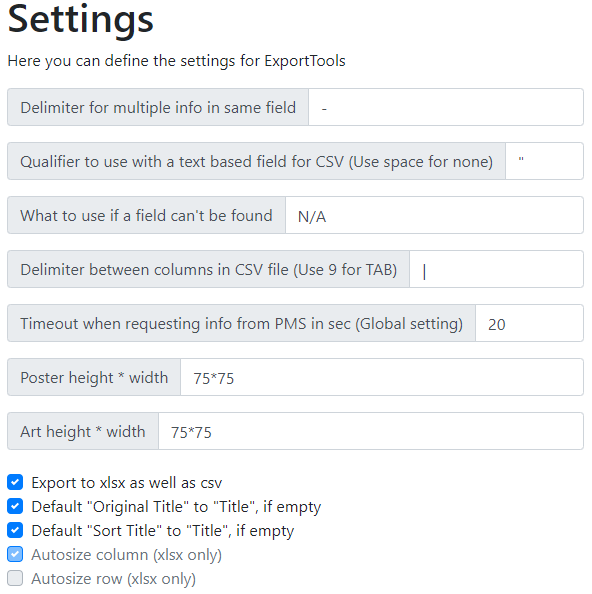 Settings
Here you can define the settings for ExportTools
Delimiter for multiple info in same field -
Qualifier to use with a text based field for CSV (Use space for none) "
What to use if a field can't be found N/A
Delimiter between columns in CSV file (Use 9 for TAB) |
Timeout when requesting info from PMS in sec (Global setting) 20
Poster height * width 75*75
Art height * width 75*75
Export to xlsx as well as csv
Default "Original Title" to "Title", if empty
Default "Sort Title" to "Title", if empty
Autosize column (xlsx only)
Autosize row (xlsx only)